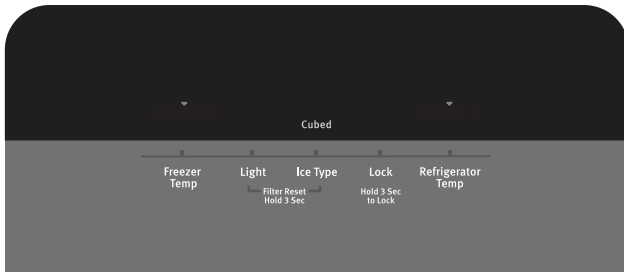 Cubed
Freezer Temp
Light
Ice Type
Lock
Refrigerator Temp
Filter Reset
Hold 3 Sec
Hold 3 Sec
to Lock